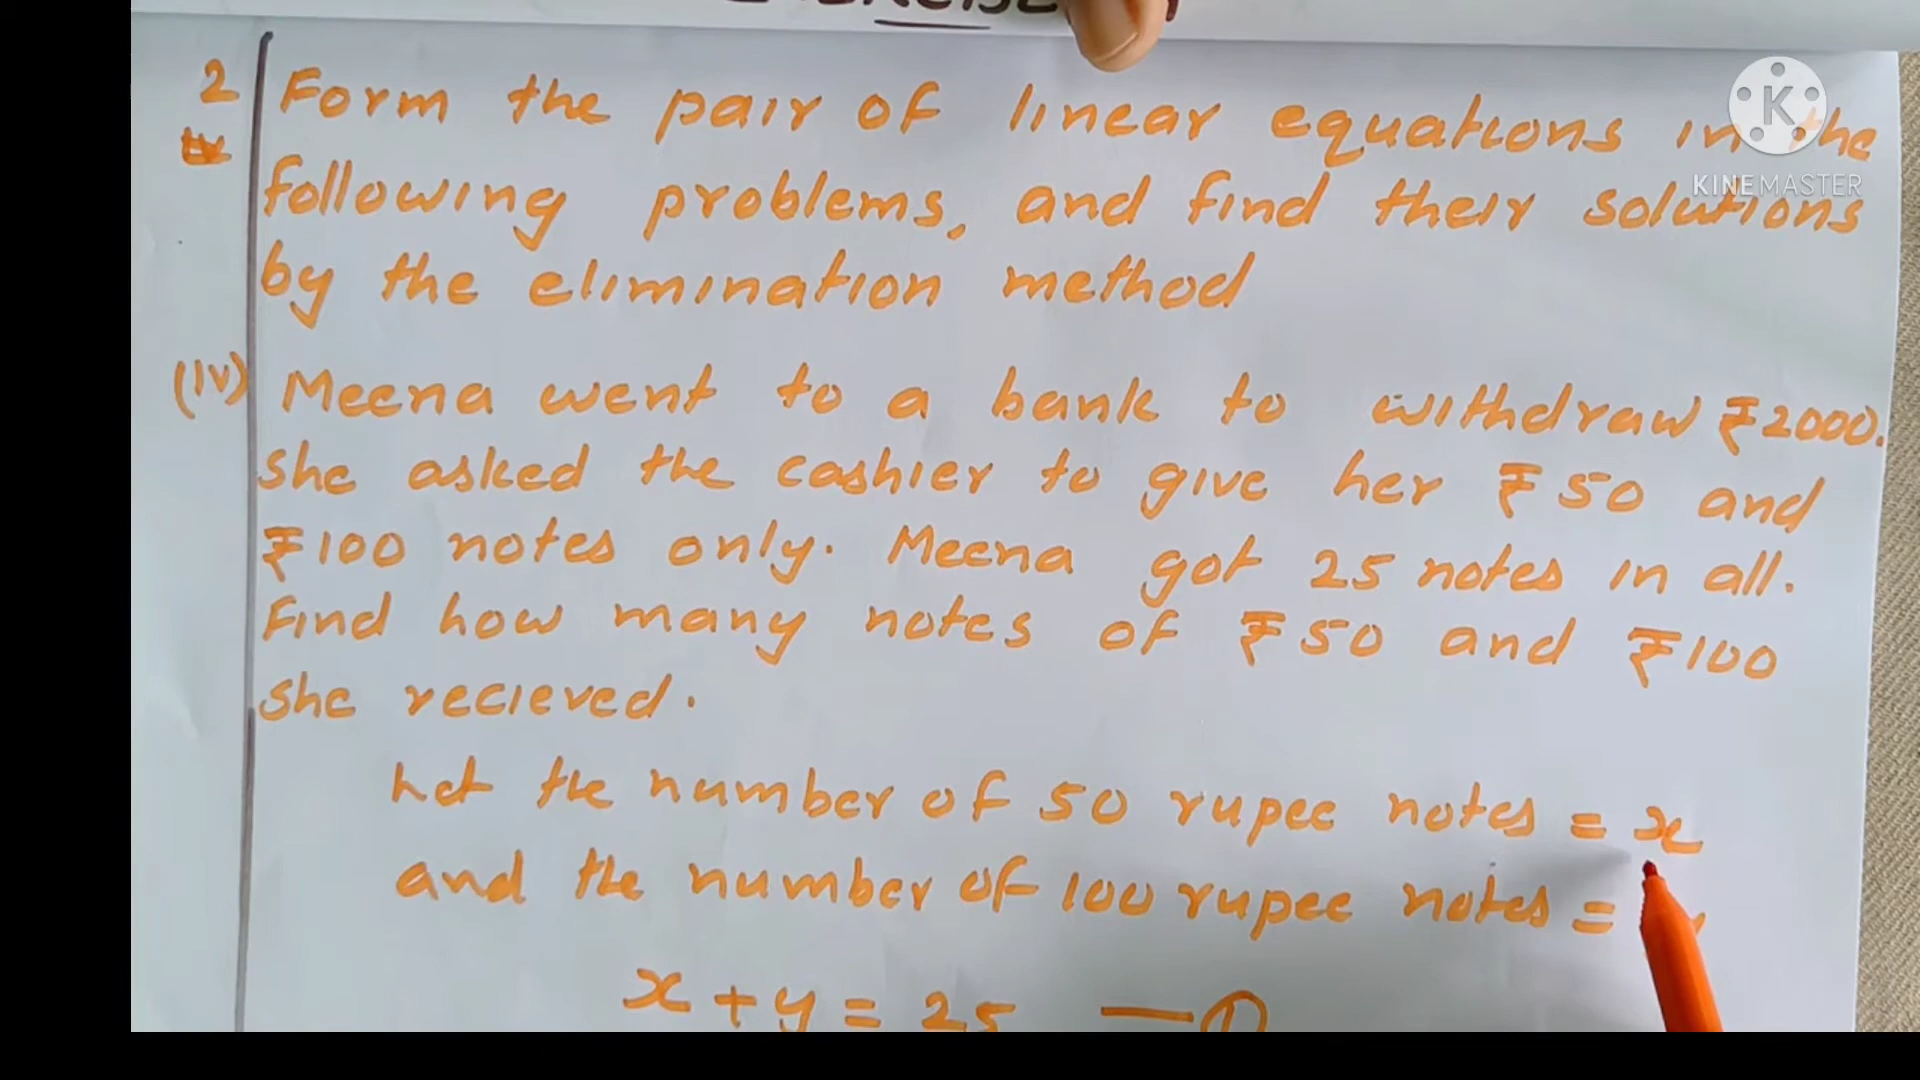 2 Form the pair of linear equations in the
following problems, and find their solutions
by the elimination method
(iv) Meena went to a bank to withdraw ₹2000.
She asked the cashier to give her ₹50 and
₹100 notes only. Meena got 25 notes in all.
Find how many notes of ₹50 and ₹100
she recieved.
Let the number of 50 rupee notes = x
and the number of 100 rupee notes =
x + y = 25 — ①
K
KINEMASTER